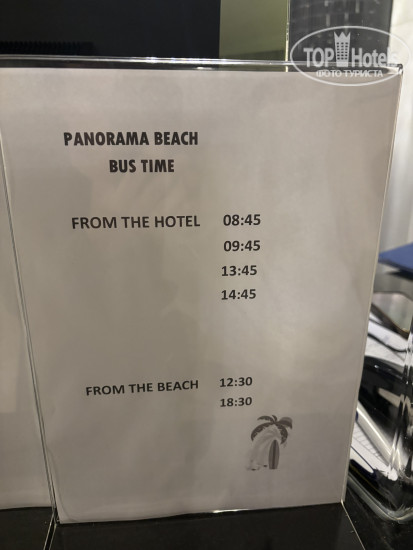 TOP Hotels
ФОТО ТУРИСТА
PANORAMA BEACH
BUS TIME
FROM THE HOTEL 08:45
09:45
13:45
14:45
FROM THE BEACH 12:30
18:30